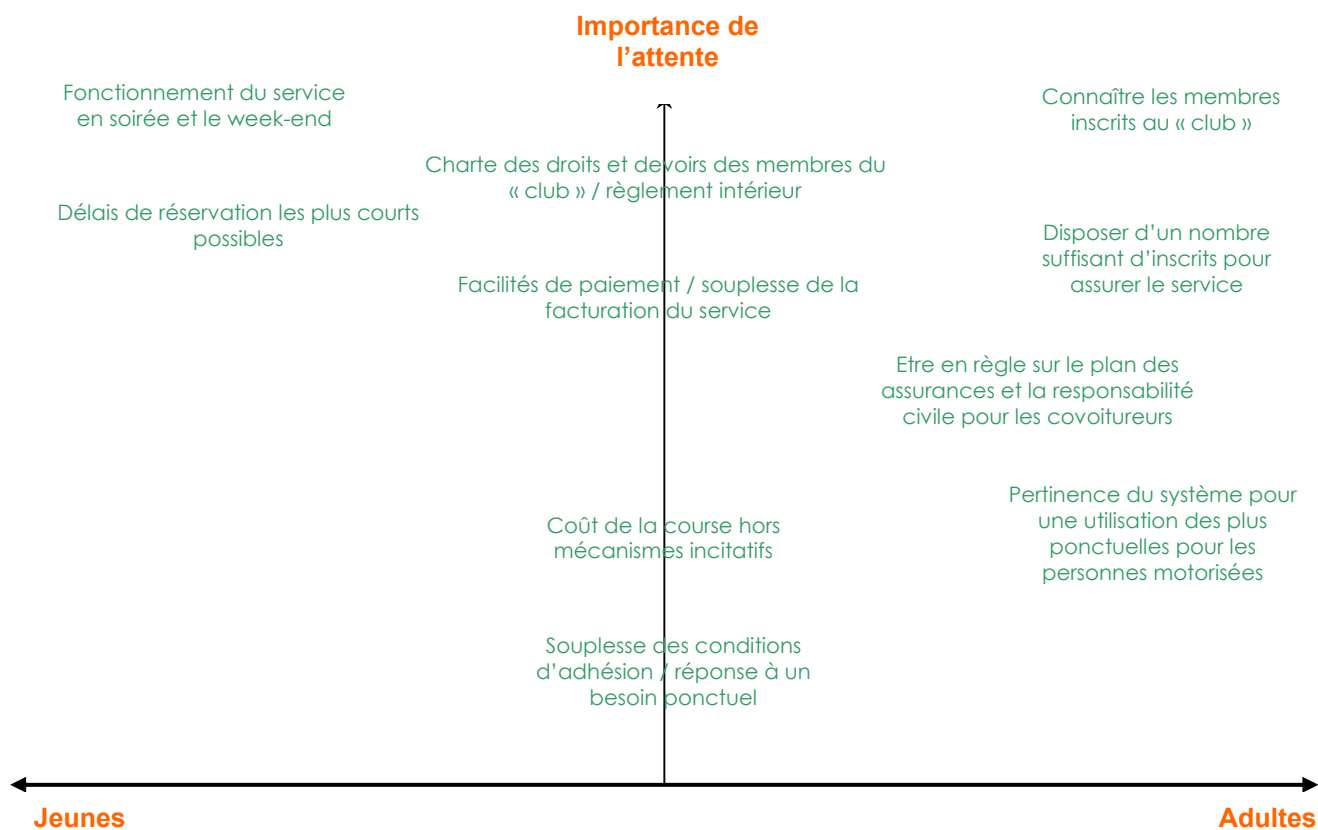 Importance de
l’attente
Fonctionnement du service
en soirée et le week-end
Connaître les membres
inscrits au « club »
Charte des droits et devoirs des membres du
« club » / règlement intérieur
Délais de réservation les plus courts
possibles
Disposer d’un nombre
suffisant d’inscrits pour
assurer le service
Facilités de paiement / souplesse de la
facturation du service
Etre en règle sur le plan des
assurances et la responsabilité
civile pour les covoitureurs
Pertinence du système pour
une utilisation des plus
ponctuelles pour les
personnes motorisées
Coût de la course hors
mécanismes incitatifs
Souplesse des conditions
d’adhésion / réponse à un
besoin ponctuel
Jeunes
Adultes